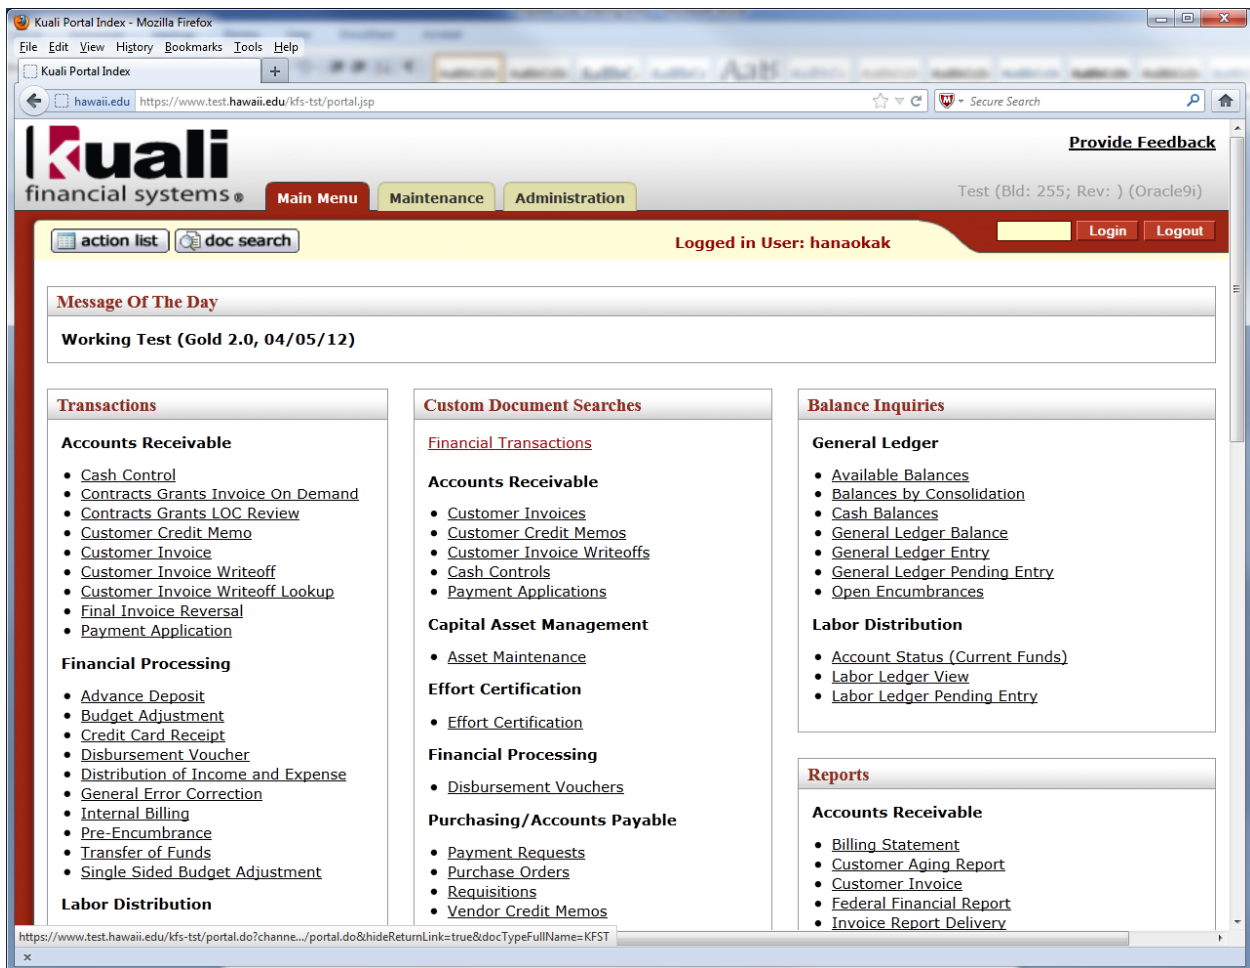 Kuali Portal Index - Mozilla Firefox
File Edit View History Bookmarks Tools Help
Kuali Portal Index
hawaii.edu https://www.test.hawaii.edu/kfs-tst/portal.jsp
Secure Search
kuali
financial systems ®
Provide Feedback
Main Menu
Maintenance
Administration
Test (Bld: 255; Rev: ) (Oracle9i)
action list
doc search
Logged in User: hanaokak
Login
Logout
Message Of The Day
Working Test (Gold 2.0, 04/05/12)
Transactions
Accounts Receivable
• Cash Control
• Contracts Grants Invoice On Demand
• Contracts Grants LOC Review
• Customer Credit Memo
• Customer Invoice
• Customer Invoice Writeoff
• Customer Invoice Writeoff Lookup
• Final Invoice Reversal
• Payment Application
Financial Processing
• Advance Deposit
• Budget Adjustment
• Credit Card Receipt
• Disbursement Voucher
• Distribution of Income and Expense
• General Error Correction
• Internal Billing
• Pre-Encumbrance
• Transfer of Funds
• Single Sided Budget Adjustment
Labor Distribution
Custom Document Searches
Financial Transactions
Accounts Receivable
• Customer Invoices
• Customer Credit Memos
• Customer Invoice Writeoffs
• Cash Controls
• Payment Applications
Capital Asset Management
• Asset Maintenance
Effort Certification
• Effort Certification
Financial Processing
• Disbursement Vouchers
Purchasing/Accounts Payable
• Payment Requests
• Purchase Orders
• Requisitions
• Vendor Credit Memos
Balance Inquiries
General Ledger
• Available Balances
• Balances by Consolidation
• Cash Balances
• General Ledger Balance
• General Ledger Entry
• General Ledger Pending Entry
• Open Encumbrances
Labor Distribution
• Account Status (Current Funds)
• Labor Ledger View
• Labor Ledger Pending Entry
Reports
Accounts Receivable
• Billing Statement
• Customer Aging Report
• Customer Invoice
• Federal Financial Report
• Invoice Report Delivery
https://www.test.hawaii.edu/kfs-tst/portal.do?channe.../portal.do&hideReturnLink=true&docTypeFullName=KFST